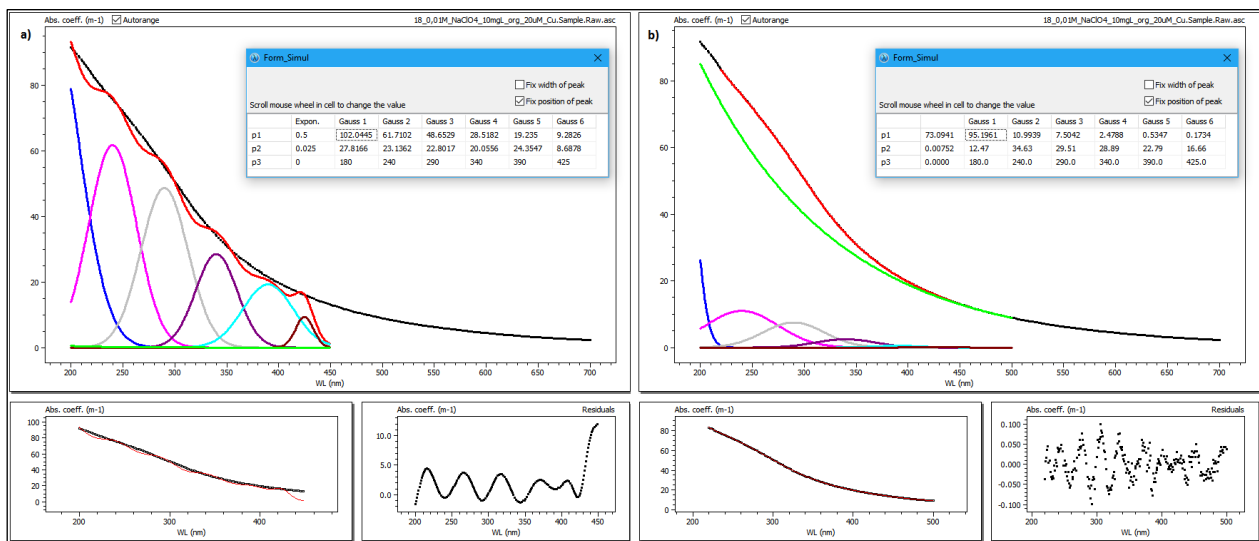 Abs. coeff. (m-1) Autorange 18_0,01M_NaClO4_10mgL_org_20uM_Cu.Sample.Raw.asc
a)
80
60
40
20
0
Form_Simul
Fix width of peak
Fix position of peak
Scroll mouse wheel in cell to change the value
Expon. Gauss 1 Gauss 2 Gauss 3 Gauss 4 Gauss 5 Gauss 6
p1 0.5 102.0445 61.7102 48.6529 28.5182 19.235 9.2826
p2 0.025 27.8166 23.1362 22.8017 20.0556 24.3547 8.6878
p3 0 180 240 290 340 390 425
200 250 300 350 400 450 500 550 600 650 700
WL (nm)
Abs. coeff. (m-1) Autorange 18_0,01M_NaClO4_10mgL_org_20uM_Cu.Sample.Raw.asc
b)
80
60
40
20
0
Form_Simul
Fix width of peak
Fix position of peak
Scroll mouse wheel in cell to change the value
Gauss 1 Gauss 2 Gauss 3 Gauss 4 Gauss 5 Gauss 6
p1 73.0941 95.1961 10.9939 7.5042 2.4788 0.5347 0.1734
p2 0.00752 12.47 34.63 29.51 28.89 22.79 16.66
p3 0.0000 180.0 240.0 290.0 340.0 390.0 425.0
200 250 300 350 400 450 500 550 600 650 700
WL (nm)
Abs. coeff. (m-1)
100
80
60
40
20
0
200 300 400
WL (nm)
Abs. coeff. (m-1) Residuals
10.0
5.0
0.0
200 250 300 350 400 450
WL (nm)
Abs. coeff. (m-1)
80
60
40
20
0
200 300 400 500
WL (nm)
Abs. coeff. (m-1) Residuals
0.100
0.050
0.000
-0.050
-0.100
200 250 300 350 400 450 500
WL (nm)